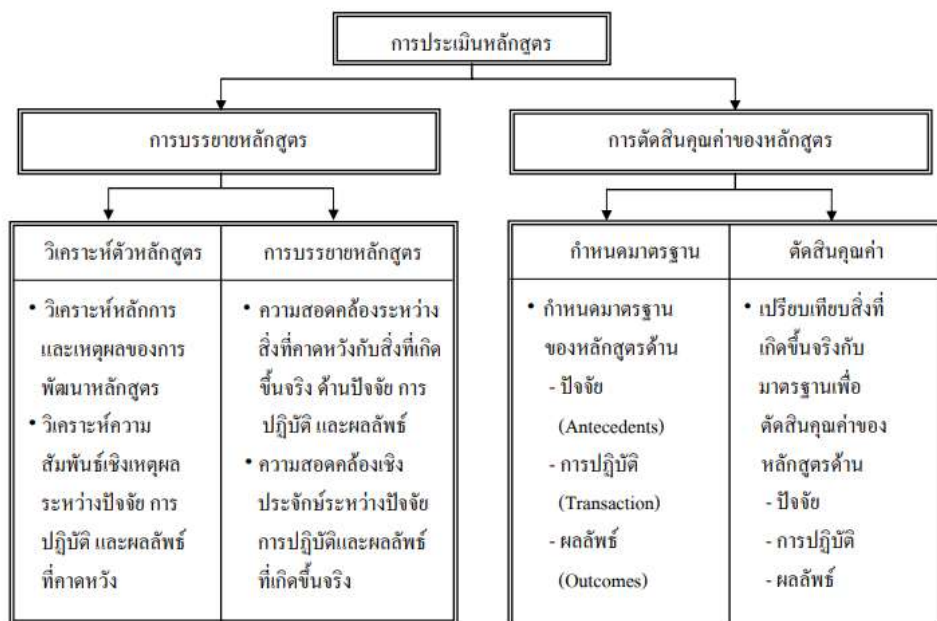 การประเมินหลักสูตร
การบรรยายหลักสูตร
การตัดสินคุณค่าของหลักสูตร
วิเคราะห์ตัวหลักสูตร
• วิเคราะห์หลักการ
และเหตุผลของการ
พัฒนาหลักสูตร
• วิเคราะห์ความ
สัมพันธ์เชิงเหตุผล
ระหว่างปัจจัย การ
ปฏิบัติ และผลลัพธ์
ที่คาดหวัง
การบรรยายหลักสูตร
• ความสอดคล้องระหว่าง
สิ่งที่คาดหวังกับสิ่งที่เกิด
ขึ้นจริง ด้านปัจจัย การ
ปฏิบัติ และผลลัพธ์
• ความสอดคล้องเชิง
ประจักษ์ระหว่างปัจจัย
การปฏิบัติและผลลัพธ์
ที่เกิดขึ้นจริง
กำหนดมาตรฐาน
• กำหนดมาตรฐาน
ของหลักสูตรด้าน
- ปัจจัย
(Antecedents)
- การปฏิบัติ
(Transaction)
- ผลลัพธ์
(Outcomes)
ตัดสินคุณค่า
• เปรียบเทียบสิ่งที่
เกิดขึ้นจริงกับ
มาตรฐานเพื่อ
ตัดสินคุณค่าของ
หลักสูตรด้าน
- ปัจจัย
- การปฏิบัติ
- ผลลัพธ์